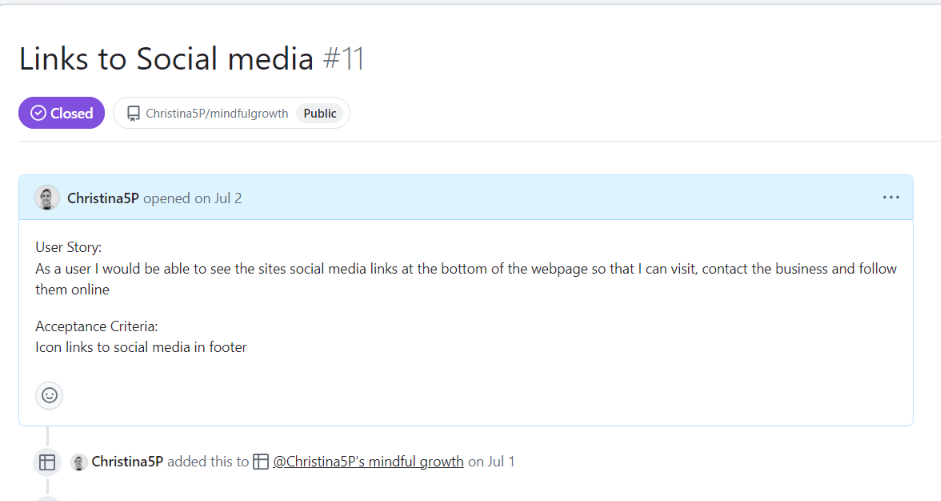 Links to Social media #11
Closed
Christina5P/mindfulgrowth Public
Christina5P opened on Jul 2
User Story:
As a user I would be able to see the sites social media links at the bottom of the webpage so that I can visit, contact the business and follow
them online
Acceptance Criteria:
Icon links to social media in footer
Christina5P added this to @Christina5P's mindful growth on Jul 1